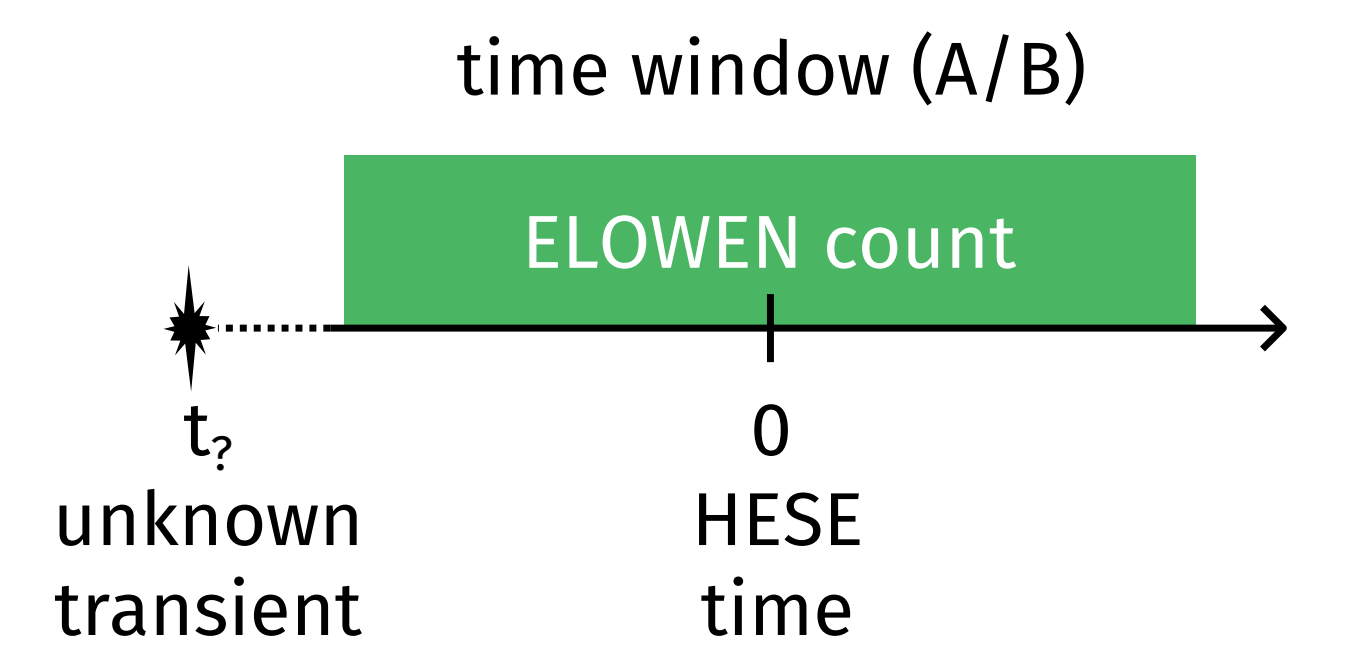 time window (A/B)
ELOWEN count
t?
unknown
transient
0
HESE
time